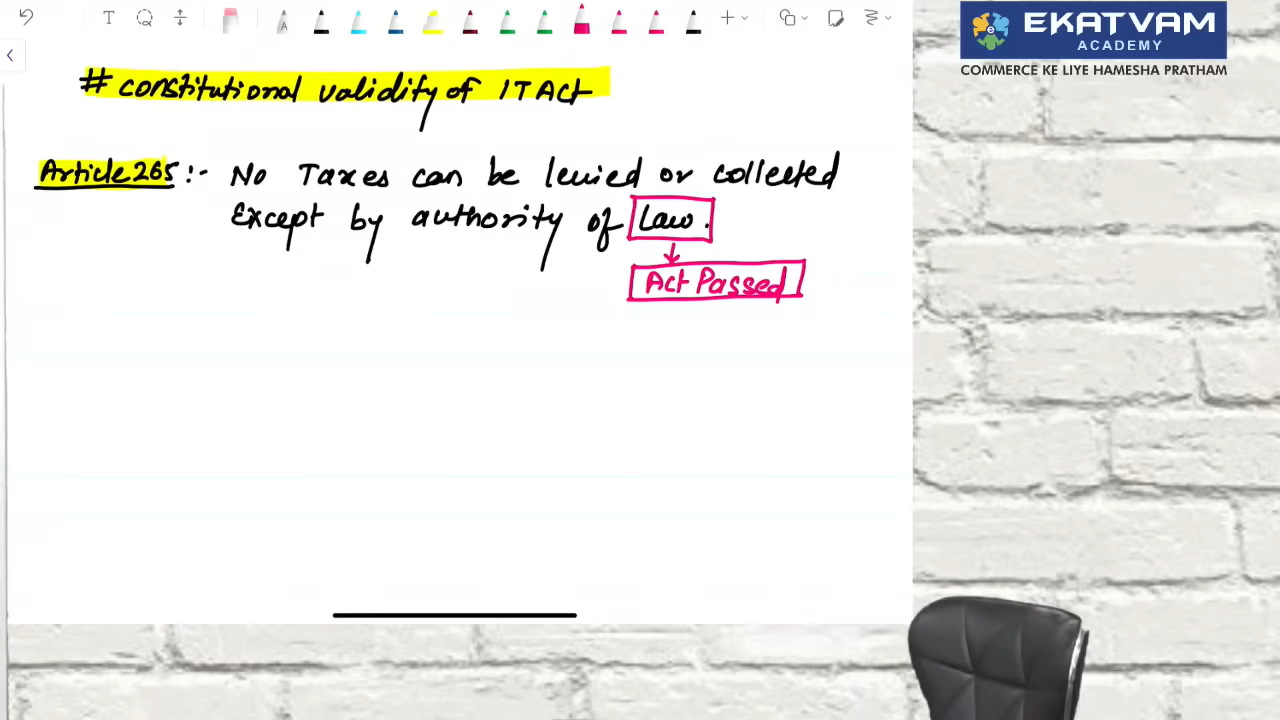 # constitutional validity of IT Act
Article 265 :- No Taxes can be levied or collected
Except by authority of Law.
Act Passed
EKATVAM
ACADEMY
COMMERCE KE LIYE HAMESHA PRATHAM